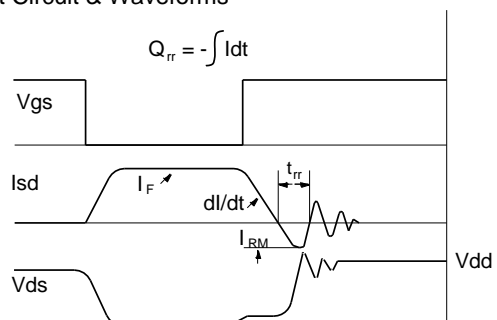 t Circuit & Waveforms
Qrr = -∫Idt
Vgs
trr
Isd
IF
dI/dt
IRM
Vdd
Vds